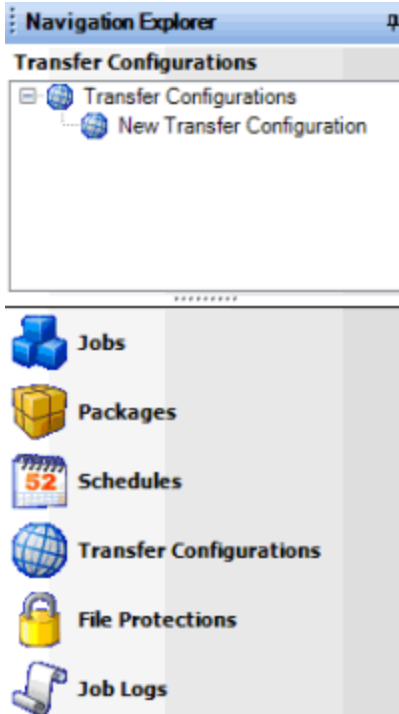 Navigation Explorer
Transfer Configurations
Transfer Configurations
New Transfer Configuration
Jobs
Packages
52
Schedules
Transfer Configurations
File Protections
Job Logs